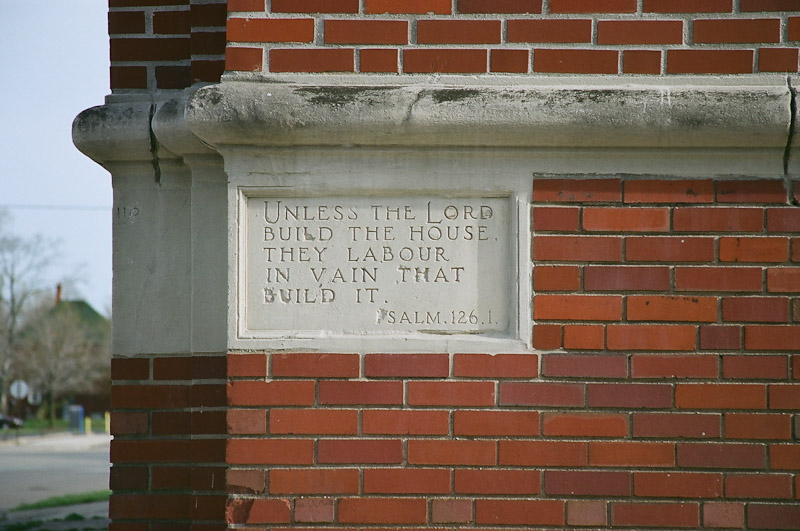 UNLESS THE LORD
BUILD THE HOUSE,
THEY LABOUR
IN VAIN THAT
BUILD IT.
PSALM.126.1.